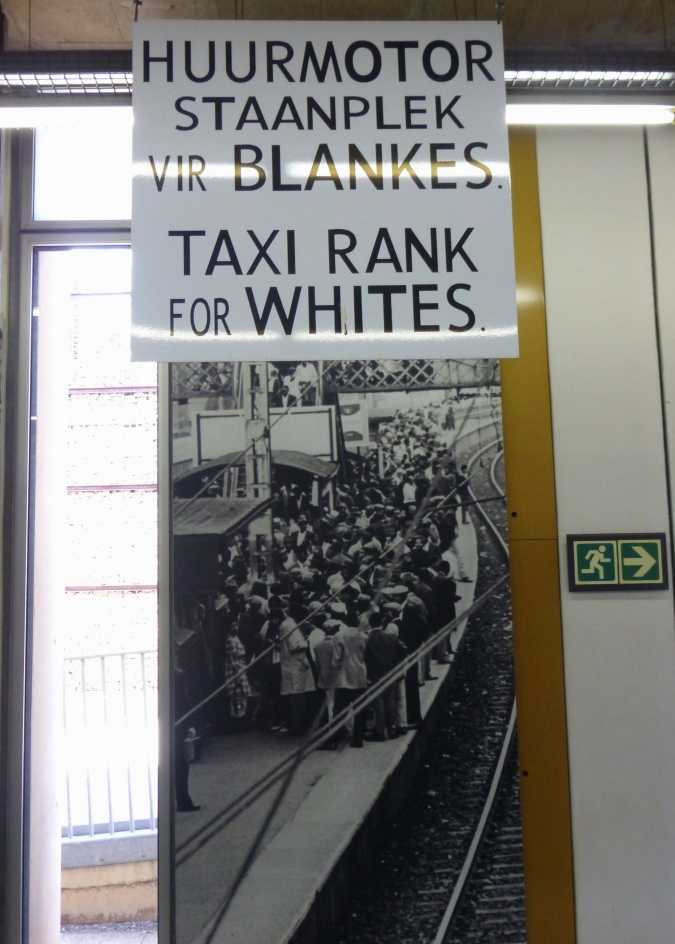 HUURMOTOR
STAANPLEK
VIR BLANKES.
TAXI RANK
FOR WHITES.